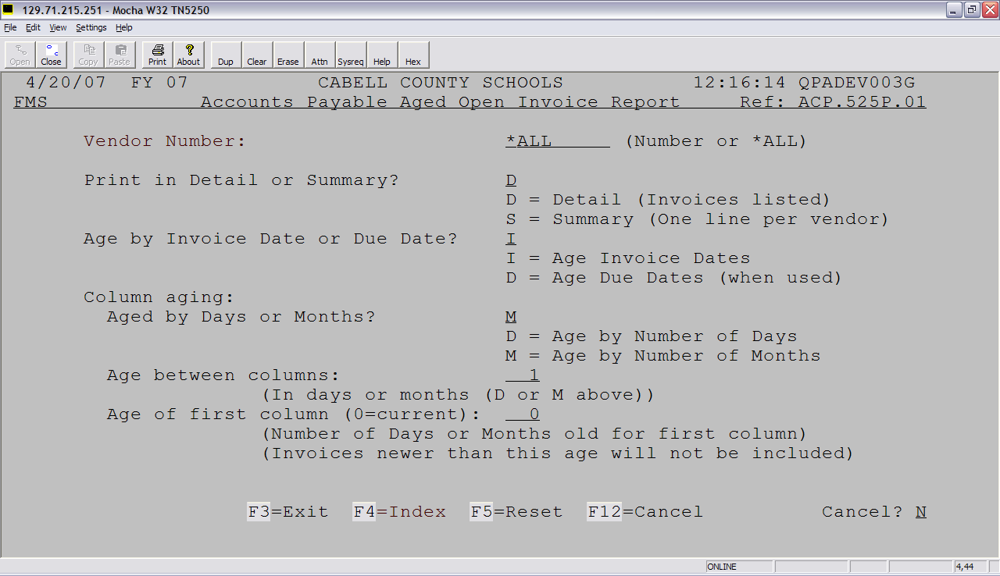 129.71.215.251 - Mocha W32 TN5250
File Edit View Settings Help
Open Close Copy Paste Print About Dup Clear Erase Attn Sysreq Help Hex
4/20/07 FY 07 CABELL COUNTY SCHOOLS 12:16:14 QPADEV003G
FMS Accounts Payable Aged Open Invoice Report Ref: ACP.525P.01
Vendor Number: *ALL (Number or *ALL)
Print in Detail or Summary? D
D = Detail (Invoices listed)
S = Summary (One line per vendor)
Age by Invoice Date or Due Date? I
I = Age Invoice Dates
D = Age Due Dates (when used)
Column aging:
Aged by Days or Months? M
D = Age by Number of Days
M = Age by Number of Months
Age between columns: 1
(In days or months (D or M above))
Age of first column (0=current): 0
(Number of Days or Months old for first column)
(Invoices newer than this age will not be included)
F3=Exit F4=Index F5=Reset F12=Cancel Cancel? N
ONLINE 4,44